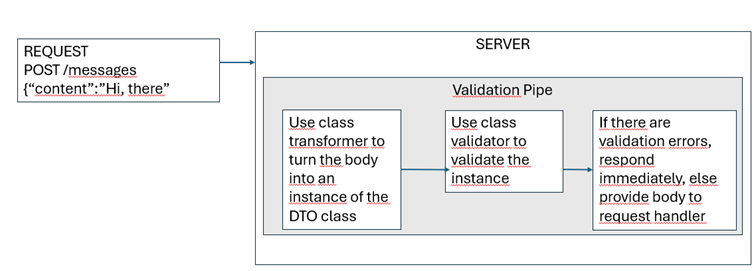 REQUEST
POST /messages
{“content”:”Hi, there”
SERVER
Validation Pipe
Use class
transformer to
turn the body
into an
instance of the
DTO class
Use class
validator to
validate the
instance
If there are
validation errors,
respond
immediately, else
provide body to
request handler